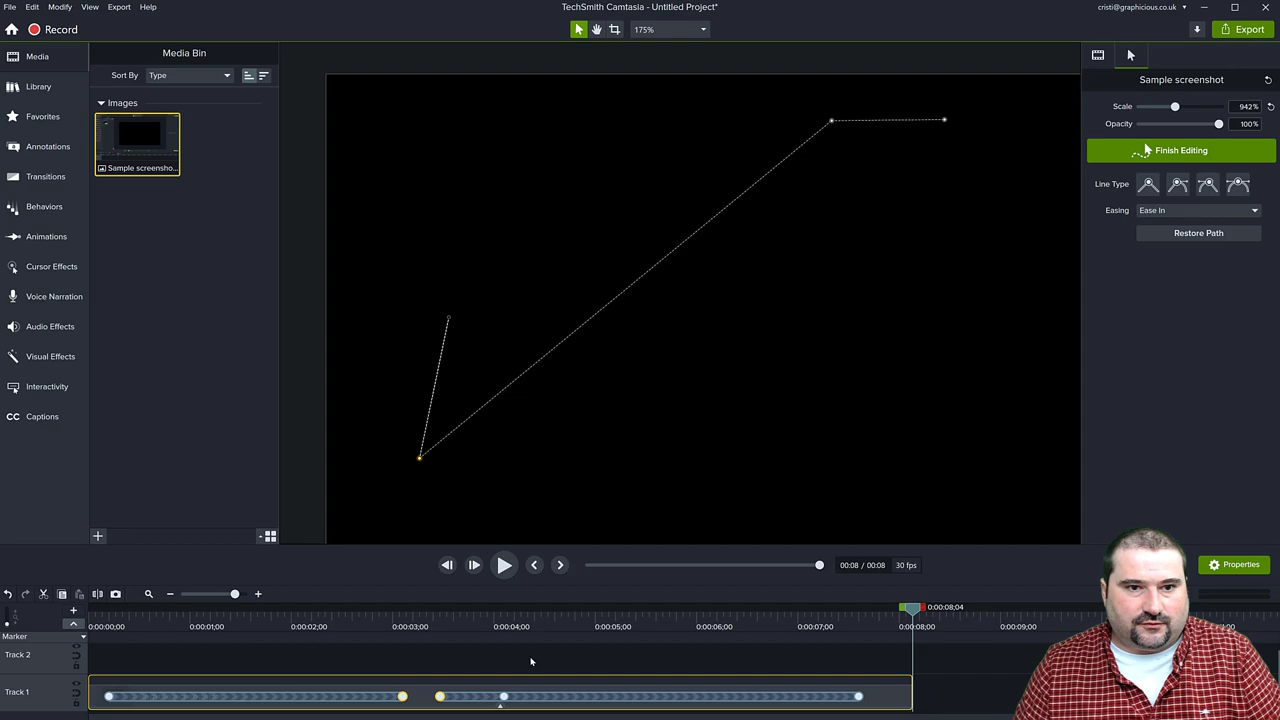 TechSmith Camtasia - Untitled Project*
File Edit Modify View Export Help
cristi@graphicious.co.uk
Record
175%
Export
Media
Library
Favorites
Annotations
Transitions
Behaviors
Animations
Cursor Effects
Voice Narration
Audio Effects
Visual Effects
Interactivity
Captions
Media Bin
Sort By Type
Images
Sample screensho...
Sample screenshot
Scale 942%
Opacity 100%
Finish Editing
Line Type
Easing Ease In
Restore Path
00:08 / 00:08 30 fps
Properties
0:00:08;04
0:00:00;00 0:00:01;00 0:00:02;00 0:00:03;00 0:00:04;00 0:00:05;00 0:00:06;00 0:00:07;00 0:00:08;00 0:00:09;00
Marker
Track 2
Track 1